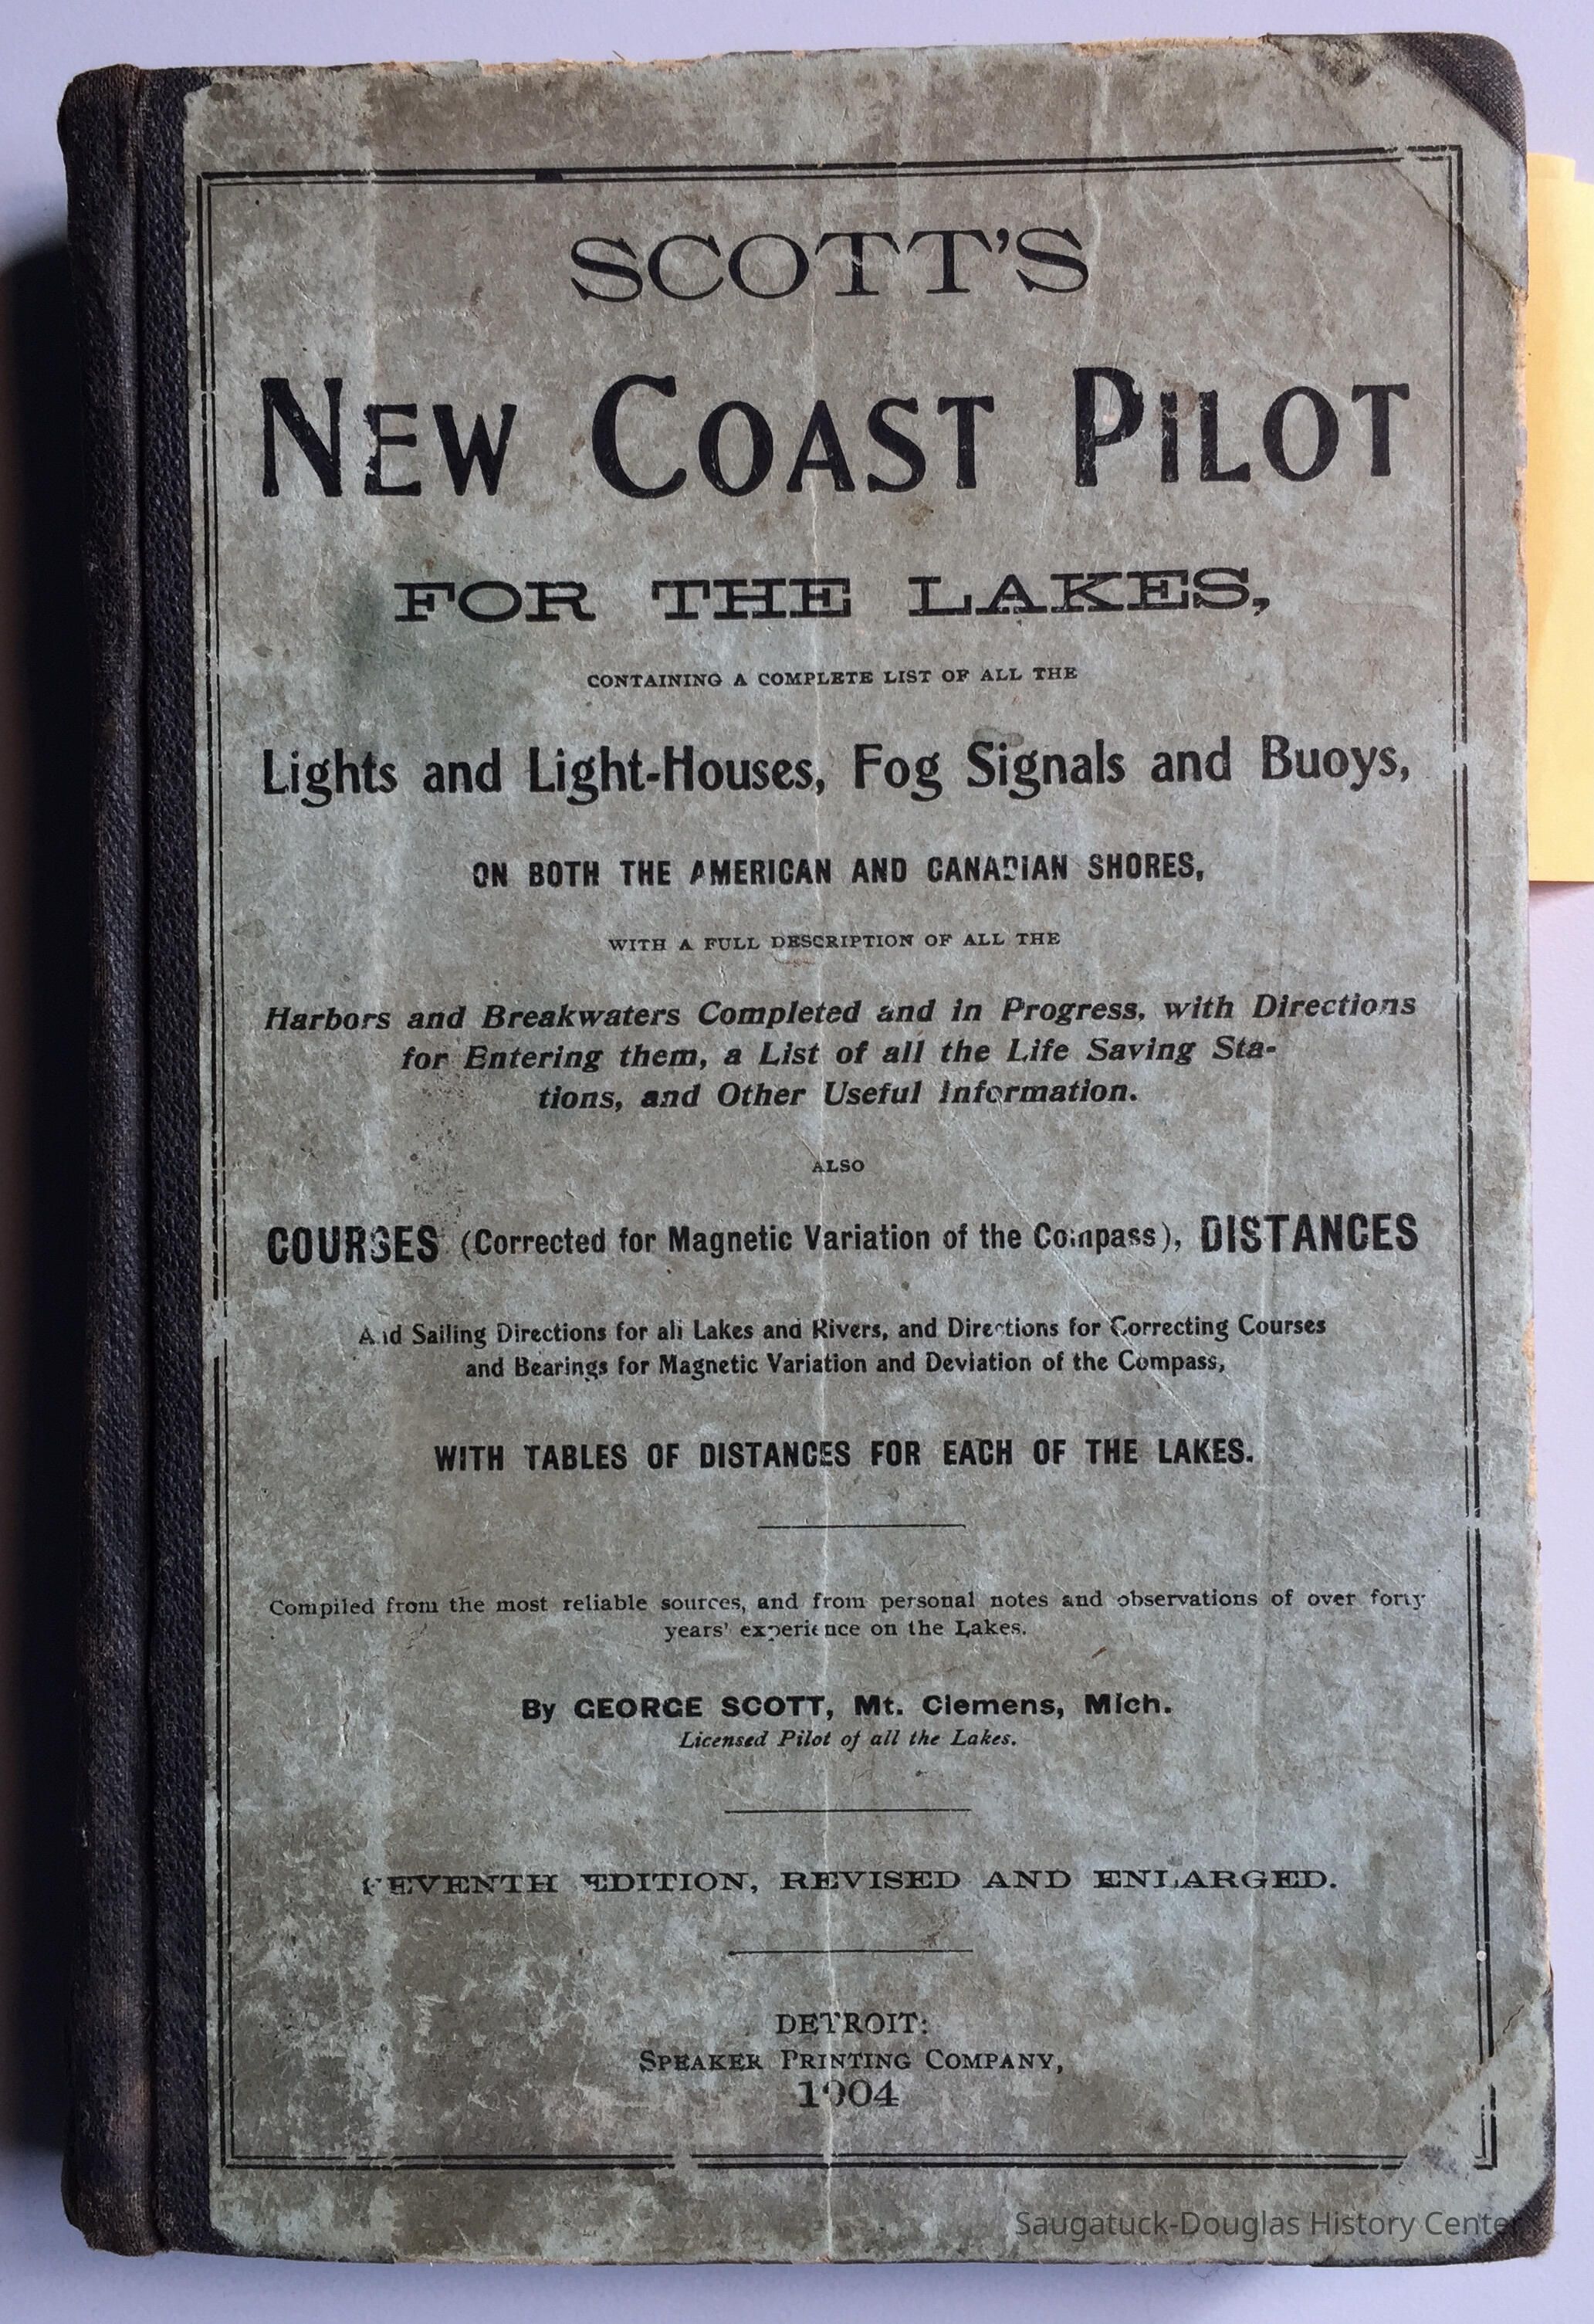 SCOTT'S
NEW COAST PILOT
FOR THE LAKES,
CONTAINING A COMPLETE LIST OF ALL THE
Lights and Light-Houses, Fog Signals and Buoys,
ON BOTH THE AMERICAN AND CANADIAN SHORES,
WITH A FULL DESCRIPTION OF ALL THE
Harbors and Breakwaters Completed and in Progress, with Directions
for Entering them, a List of all the Life Saving Sta-
tions, and Other Useful Information.
ALSO
COURSES (Corrected for Magnetic Variation of the Compass), DISTANCES
And Sailing Directions for all Lakes and Rivers, and Directions for Correcting Courses
and Bearings for Magnetic Variation and Deviation of the Compass,
WITH TABLES OF DISTANCES FOR EACH OF THE LAKES.
Compiled from the most reliable sources, and from personal notes and observations of over forty
years' experience on the Lakes.
By GEORGE SCOTT, Mt. Clemens, Mich.
Licensed Pilot of all the Lakes.
SEVENTH EDITION, REVISED AND ENLARGED.
DETROIT:
SPEAKER PRINTING COMPANY,
1904
Saugatuck-Douglas History Center